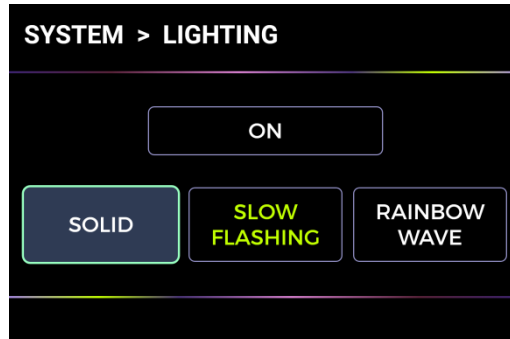 SYSTEM > LIGHTING
ON
SOLID
SLOW
FLASHING
RAINBOW
WAVE